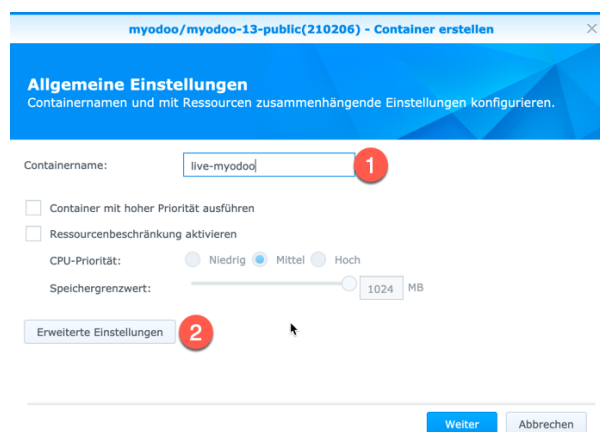 myodoo/myodoo-13-public(210206) - Container erstellen
Allgemeine Einstellungen
Containernamen und mit Ressourcen zusammenhängende Einstellungen konfigurieren.
Containername: live-myodoo 1
Container mit hoher Priorität ausführen
Ressourcenbeschränkung aktivieren
CPU-Priorität: Niedrig Mittel Hoch
Speichergrenzwert: 1024 MB
Erweiterte Einstellungen 2
Weiter Abbrechen